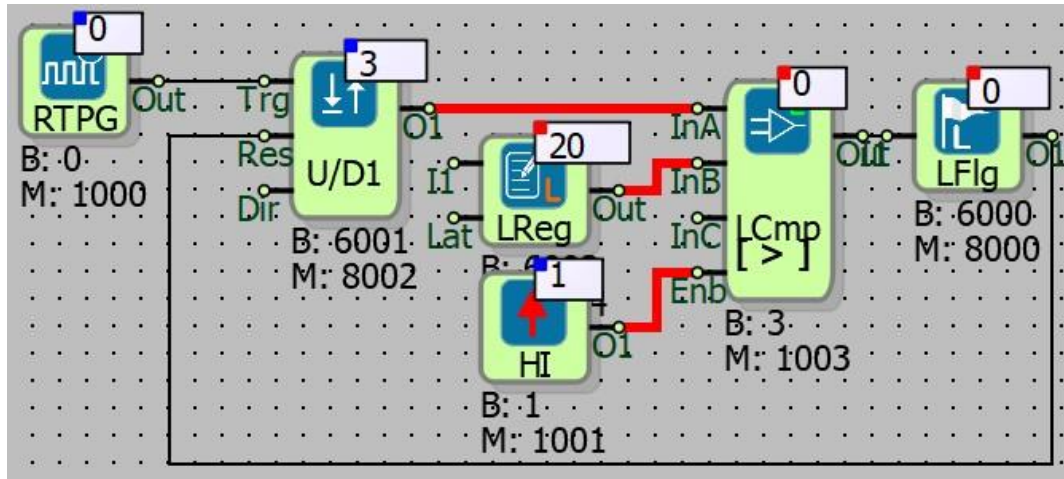 0
RTPG
Out
B: 0
M: 1000
3
Trg
Res
Dir
O1
U/D1
B: 6001
M: 8002
20
I1
Lat
Out
LReg
1
HI
O1
B: 1
M: 1001
0
InA
InB
InC
Enb
LCmp
[ > ]
B: 3
M: 1003
0
LFlg
O1
B: 6000
M: 8000